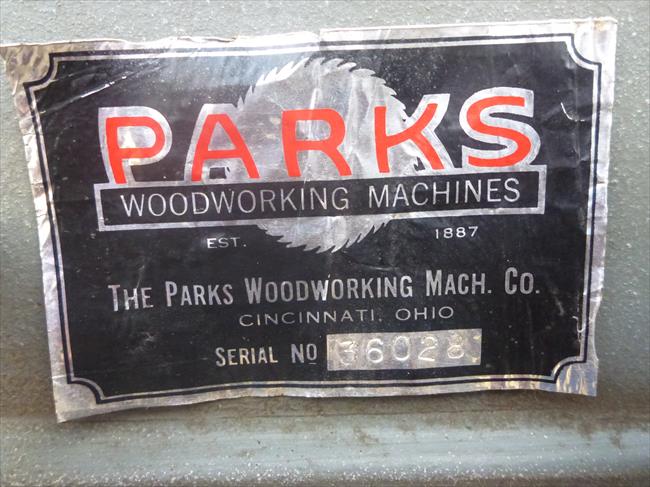 PARKS
WOODWORKING MACHINES
EST. 1887
THE PARKS WOODWORKING MACH. CO.
CINCINNATI, OHIO
SERIAL NO 36028